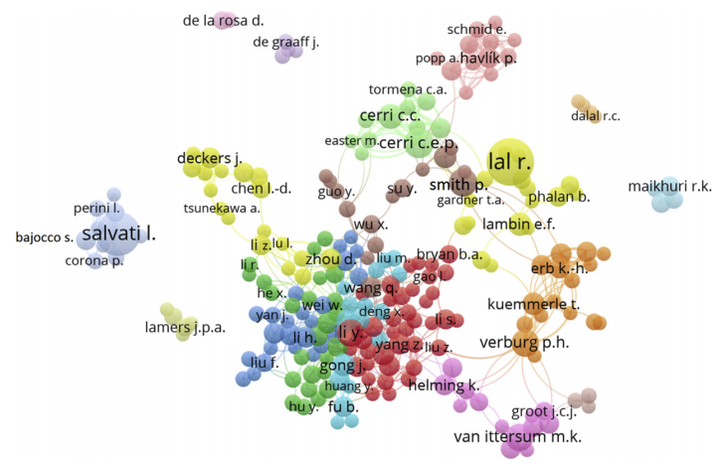 de la rosa d.
schmid e.
de graaff j.
popp a.
havlík p.
tormena c.a.
cerri c.c.
dalal r.c.
easter m.
cerri c.e.p.
deckers j.
lal r.
chen l.-d.
guo y.
su y.
smith p.
maikhuri r.k.
gardner t.a.
phalan b.
perini l.
tsunekawa a.
wu x.
lambin e.f.
bajocco s.
salvati l.
li z.
lu l.
corona p.
li r.
zhou d.
liu m.
bryan b.a.
erb k.-h.
gao l.
he x.
wang q.
wei w.
kuemmerle t.
yan j.
deng x.
lamers j.p.a.
li h.
li y.
li s.
yang z.
liu z.
verburg p.h.
liu f.
gong j.
huang y.
helming k.
hu y.
fu b.
groot j.c.j.
van ittersum m.k.